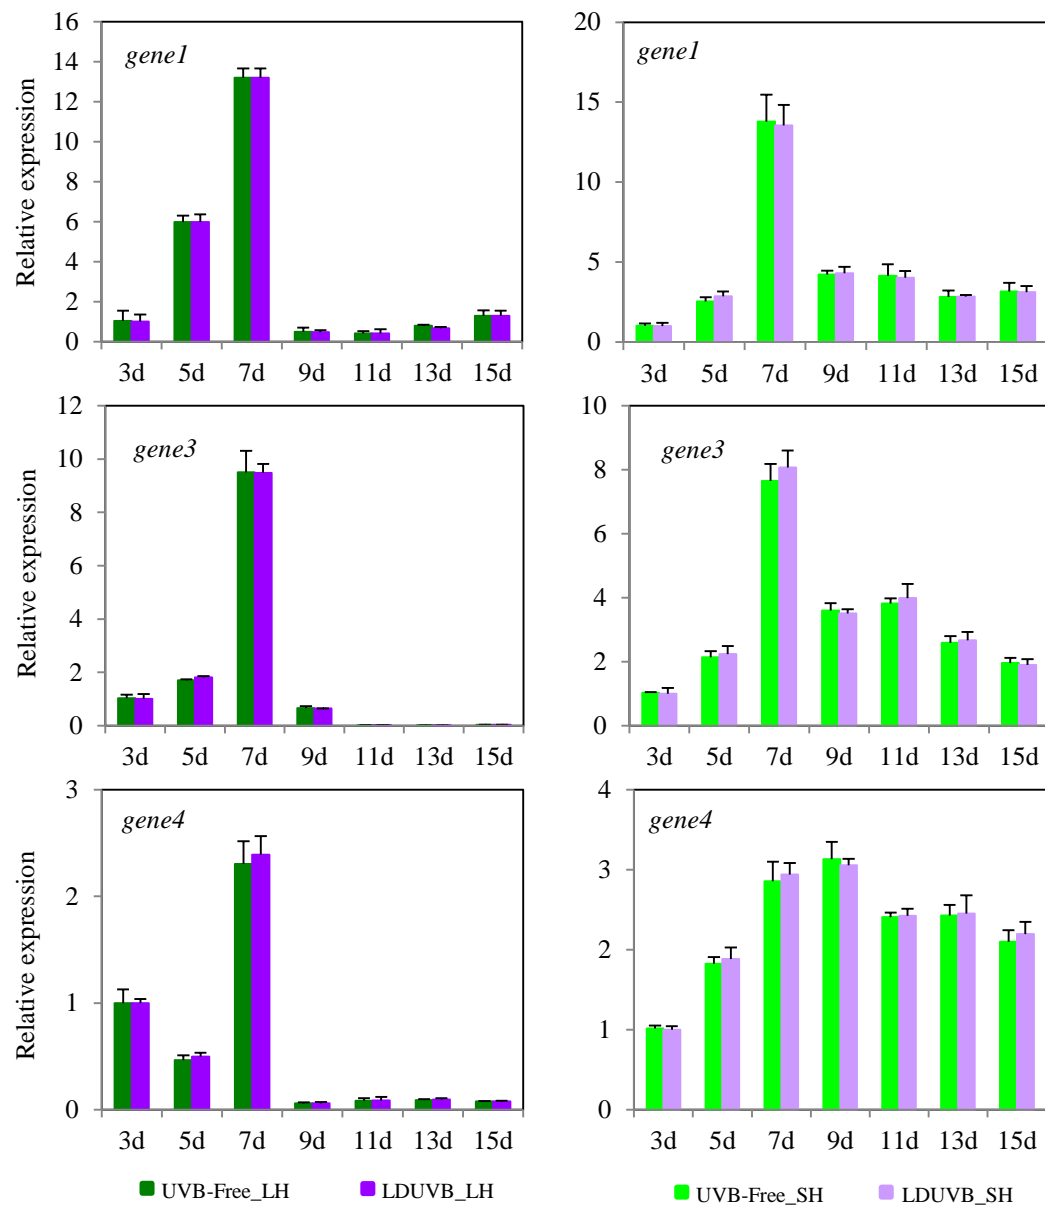 gene1
Relative expression
16
14
12
10
8
6
4
2
0
3d 5d 7d 9d 11d 13d 15d
gene1
20
15
10
5
0
3d 5d 7d 9d 11d 13d 15d
gene3
Relative expression
12
10
8
6
4
2
0
3d 5d 7d 9d 11d 13d 15d
gene3
10
8
6
4
2
0
3d 5d 7d 9d 11d 13d 15d
gene4
Relative expression
3
2
1
0
3d 5d 7d 9d 11d 13d 15d
gene4
4
3
2
1
0
3d 5d 7d 9d 11d 13d 15d
UVB-Free_LH LDUVB_LH
UVB-Free_SH LDUVB_SH